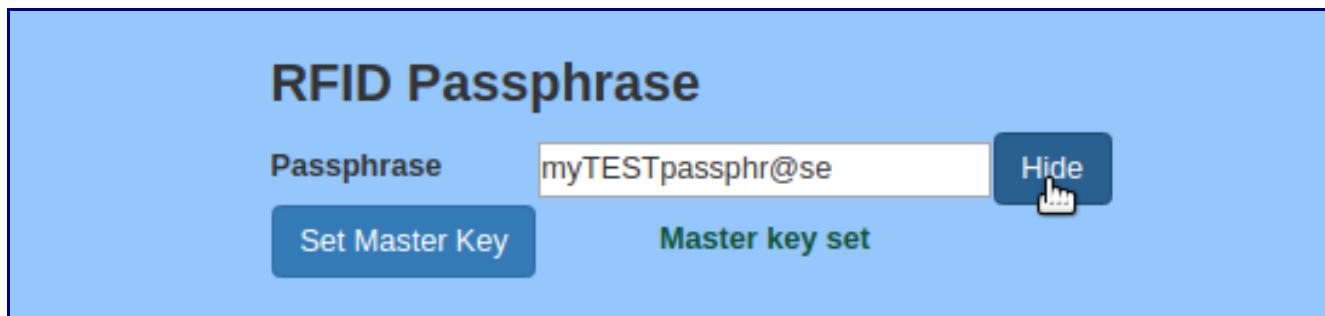 RFID Passphrase
Passphrase myTESTpassphr@se Hide
Set Master Key Master key set